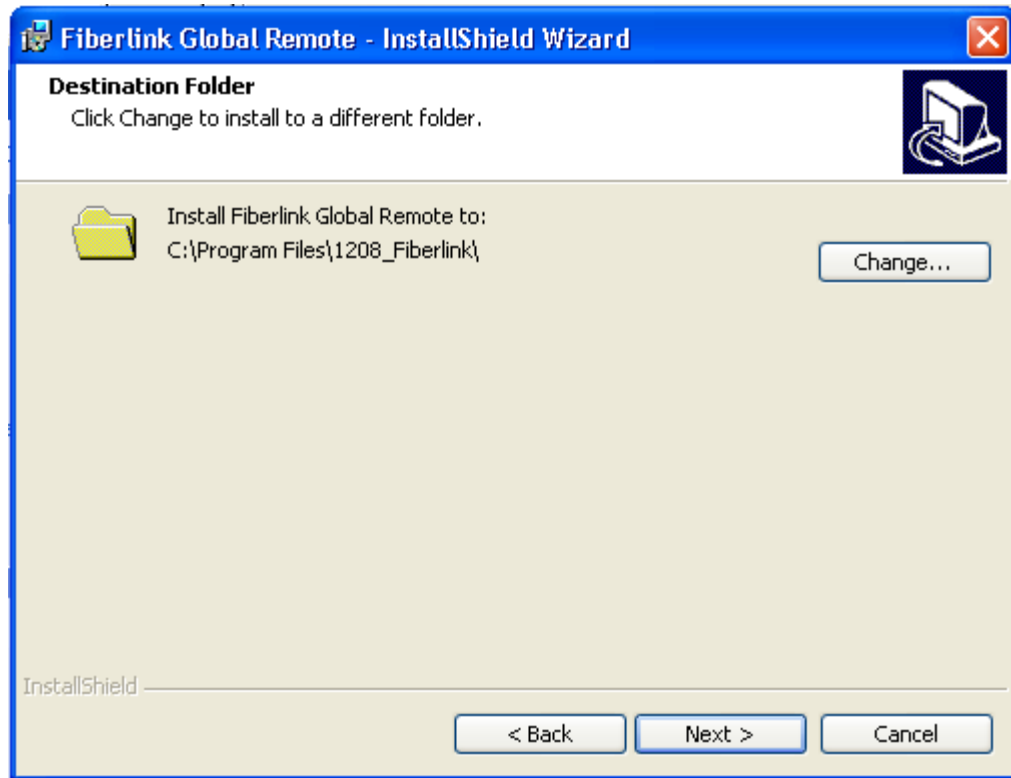 Fiberlink Global Remote - InstallShield Wizard
Destination Folder
Click Change to install to a different folder.
Install Fiberlink Global Remote to:
C:\Program Files\1208_Fiberlink\
Change...
InstallShield
< Back
Next >
Cancel